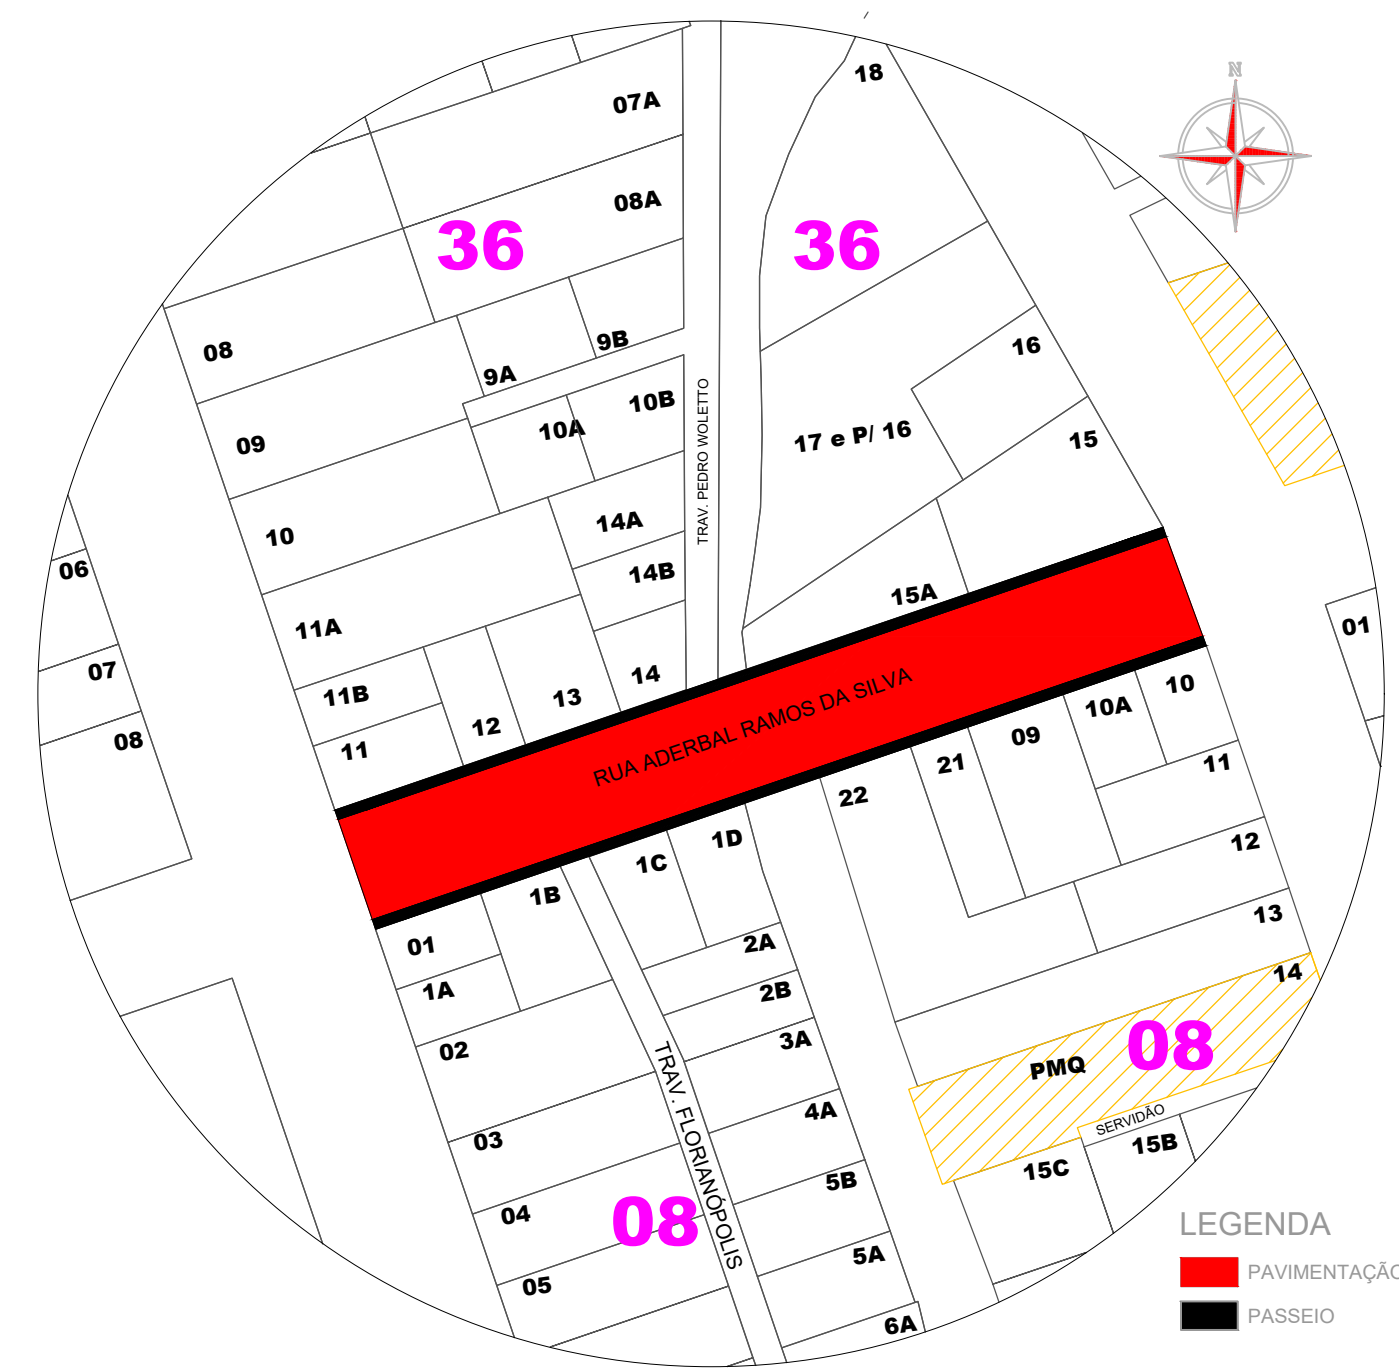 N
18
07A
08A
36
36
08
9B
9A
16
10B
10A
09
17 e P/ 16
15
TRAV. PEDRO WOLETTO
14A
10
06
14B
15A
11A
01
07
14
10
11B
13
10A
12
09
08
11
21
11
RUA ADERBAL RAMOS DA SILVA
22
1D
12
1C
1B
13
01
2A
14
1A
2B
3A
02
08
PMQ
4A
SERVIDÃO
03
15B
TRAV. FLORIANÓPOLIS
15C
5B
04
08
5A
05
6A
LEGENDA
PAVIMENTAÇÃO
PASSEIO